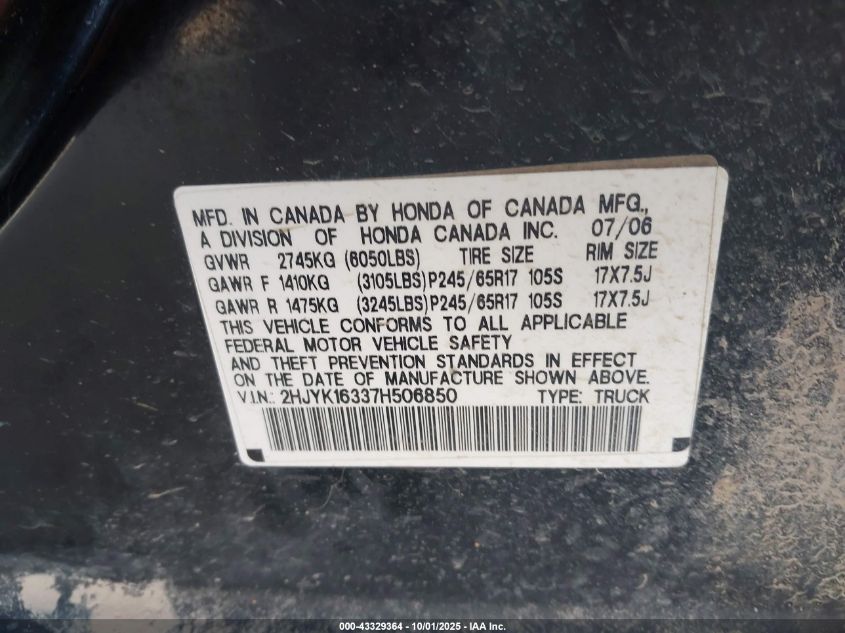 MFD. IN CANADA BY HONDA OF CANADA MFG.,
A DIVISION OF HONDA CANADA INC. 07/06
GVWR 2745KG (6050LBS) TIRE SIZE RIM SIZE
GAWR F 1410KG (3105LBS) P245/65R17 105S 17X7.5J
GAWR R 1475KG (3245LBS) P245/65R17 105S 17X7.5J
THIS VEHICLE CONFORMS TO ALL APPLICABLE
FEDERAL MOTOR VEHICLE SAFETY
AND THEFT PREVENTION STANDARDS IN EFFECT
ON THE DATE OF MANUFACTURE SHOWN ABOVE.
V.I.N.: 2HJYK16337H506850 TYPE: TRUCK
000-43329364 - 10/01/2025 - IAA Inc.